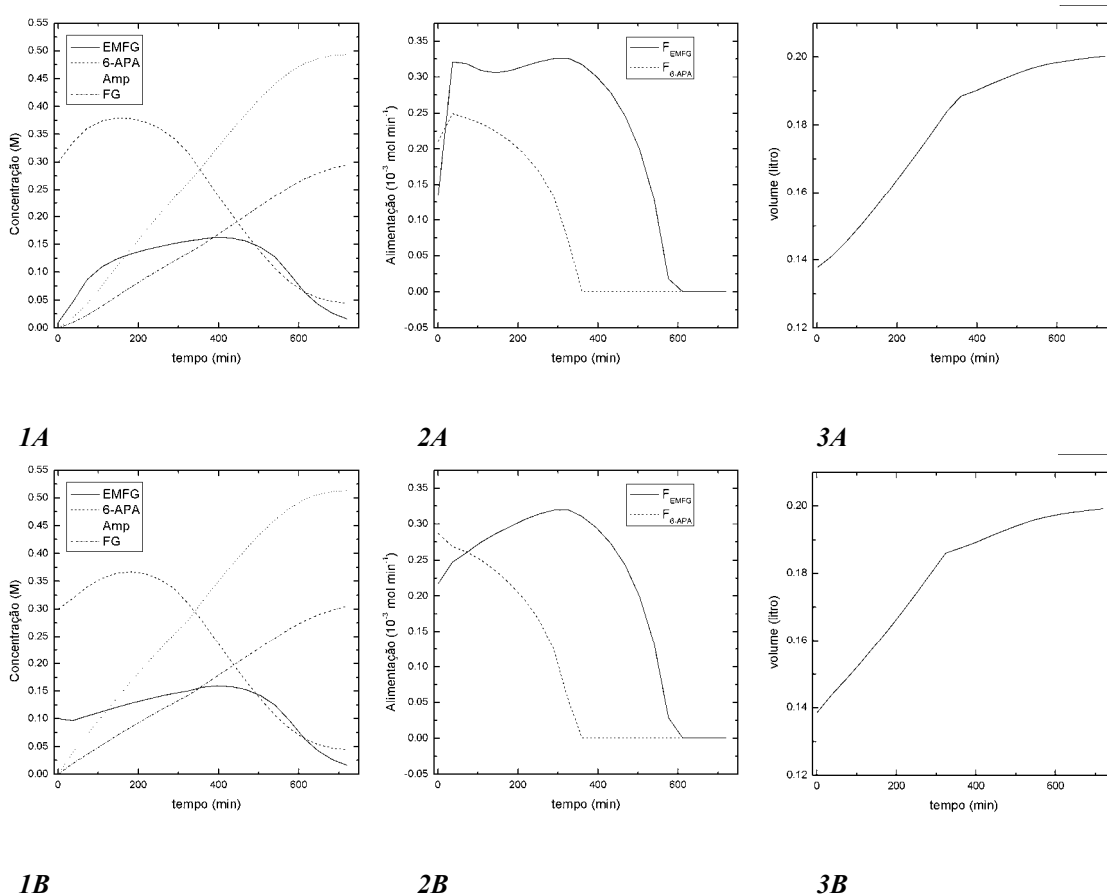 EMFG
6-APA
Amp
FG
Concentração (M)
0.55
0.50
0.45
0.40
0.35
0.30
0.25
0.20
0.15
0.10
0.05
0.00
0 200 400 600
tempo (min)
F EMFG
F 6-APA
Alimentação (10⁻³ mol min⁻¹)
0.40
0.35
0.30
0.25
0.20
0.15
0.10
0.05
0.00
-0.05
0 200 400 600
tempo (min)
volume (litro)
0.20
0.18
0.16
0.14
0.12
0 200 400 600
tempo (min)
1A 2A 3A
EMFG
6-APA
Amp
FG
Concentração (M)
0.55
0.50
0.45
0.40
0.35
0.30
0.25
0.20
0.15
0.10
0.05
0.00
0 200 400 600
tempo (min)
F EMFG
F 6-APA
Alimentação (10⁻³ mol min⁻¹)
0.40
0.35
0.30
0.25
0.20
0.15
0.10
0.05
0.00
-0.05
0 200 400 600
tempo (min)
volume (litro)
0.20
0.18
0.16
0.14
0.12
0 200 400 600
tempo (min)
1B 2B 3B